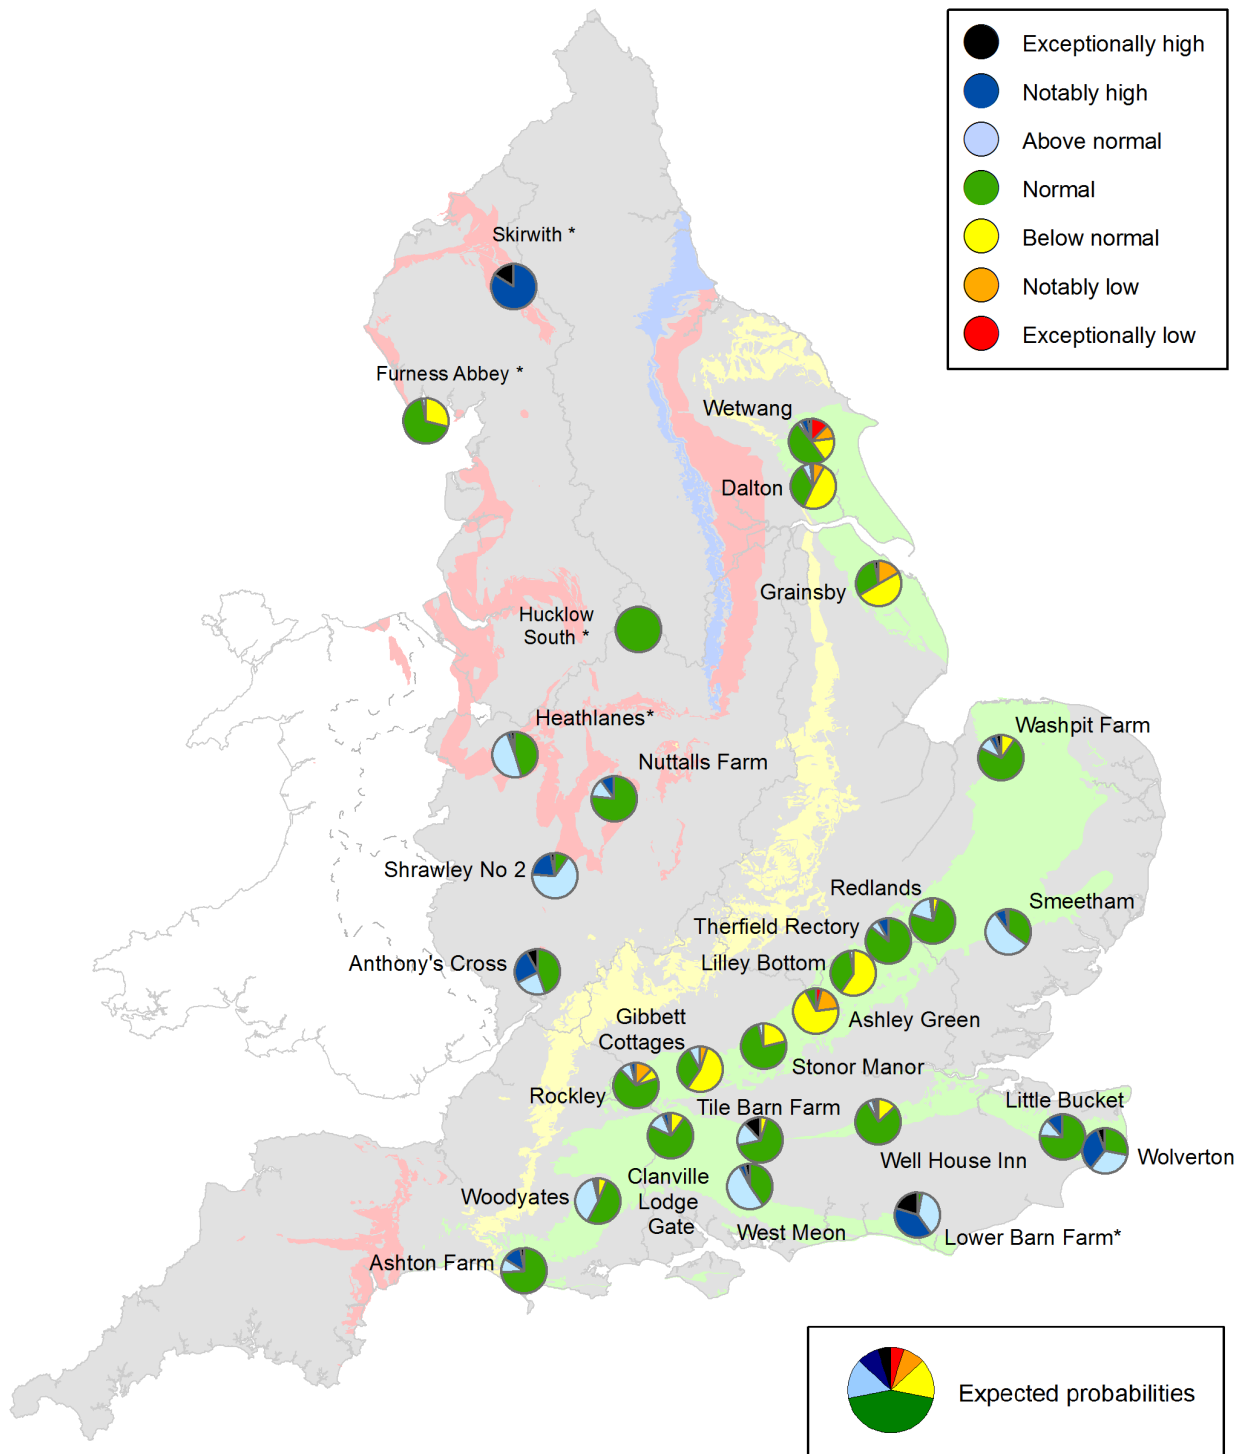 Exceptionally high
Notably high
Above normal
Normal
Below normal
Notably low
Exceptionally low
Skirwith *
Furness Abbey *
Wetwang
Dalton
Grainsby
Hucklow
South *
Heathlanes*
Nuttalls Farm
Washpit Farm
Shrawley No 2
Redlands
Smeetham
Therfield Rectory
Anthony's Cross
Lilley Bottom
Ashley Green
Gibbett
Cottages
Stonor Manor
Rockley
Tile Barn Farm
Little Bucket
Well House Inn
Wolverton
Clanville
Lodge
Gate
Woodyates
West Meon
Lower Barn Farm*
Ashton Farm
Expected probabilities